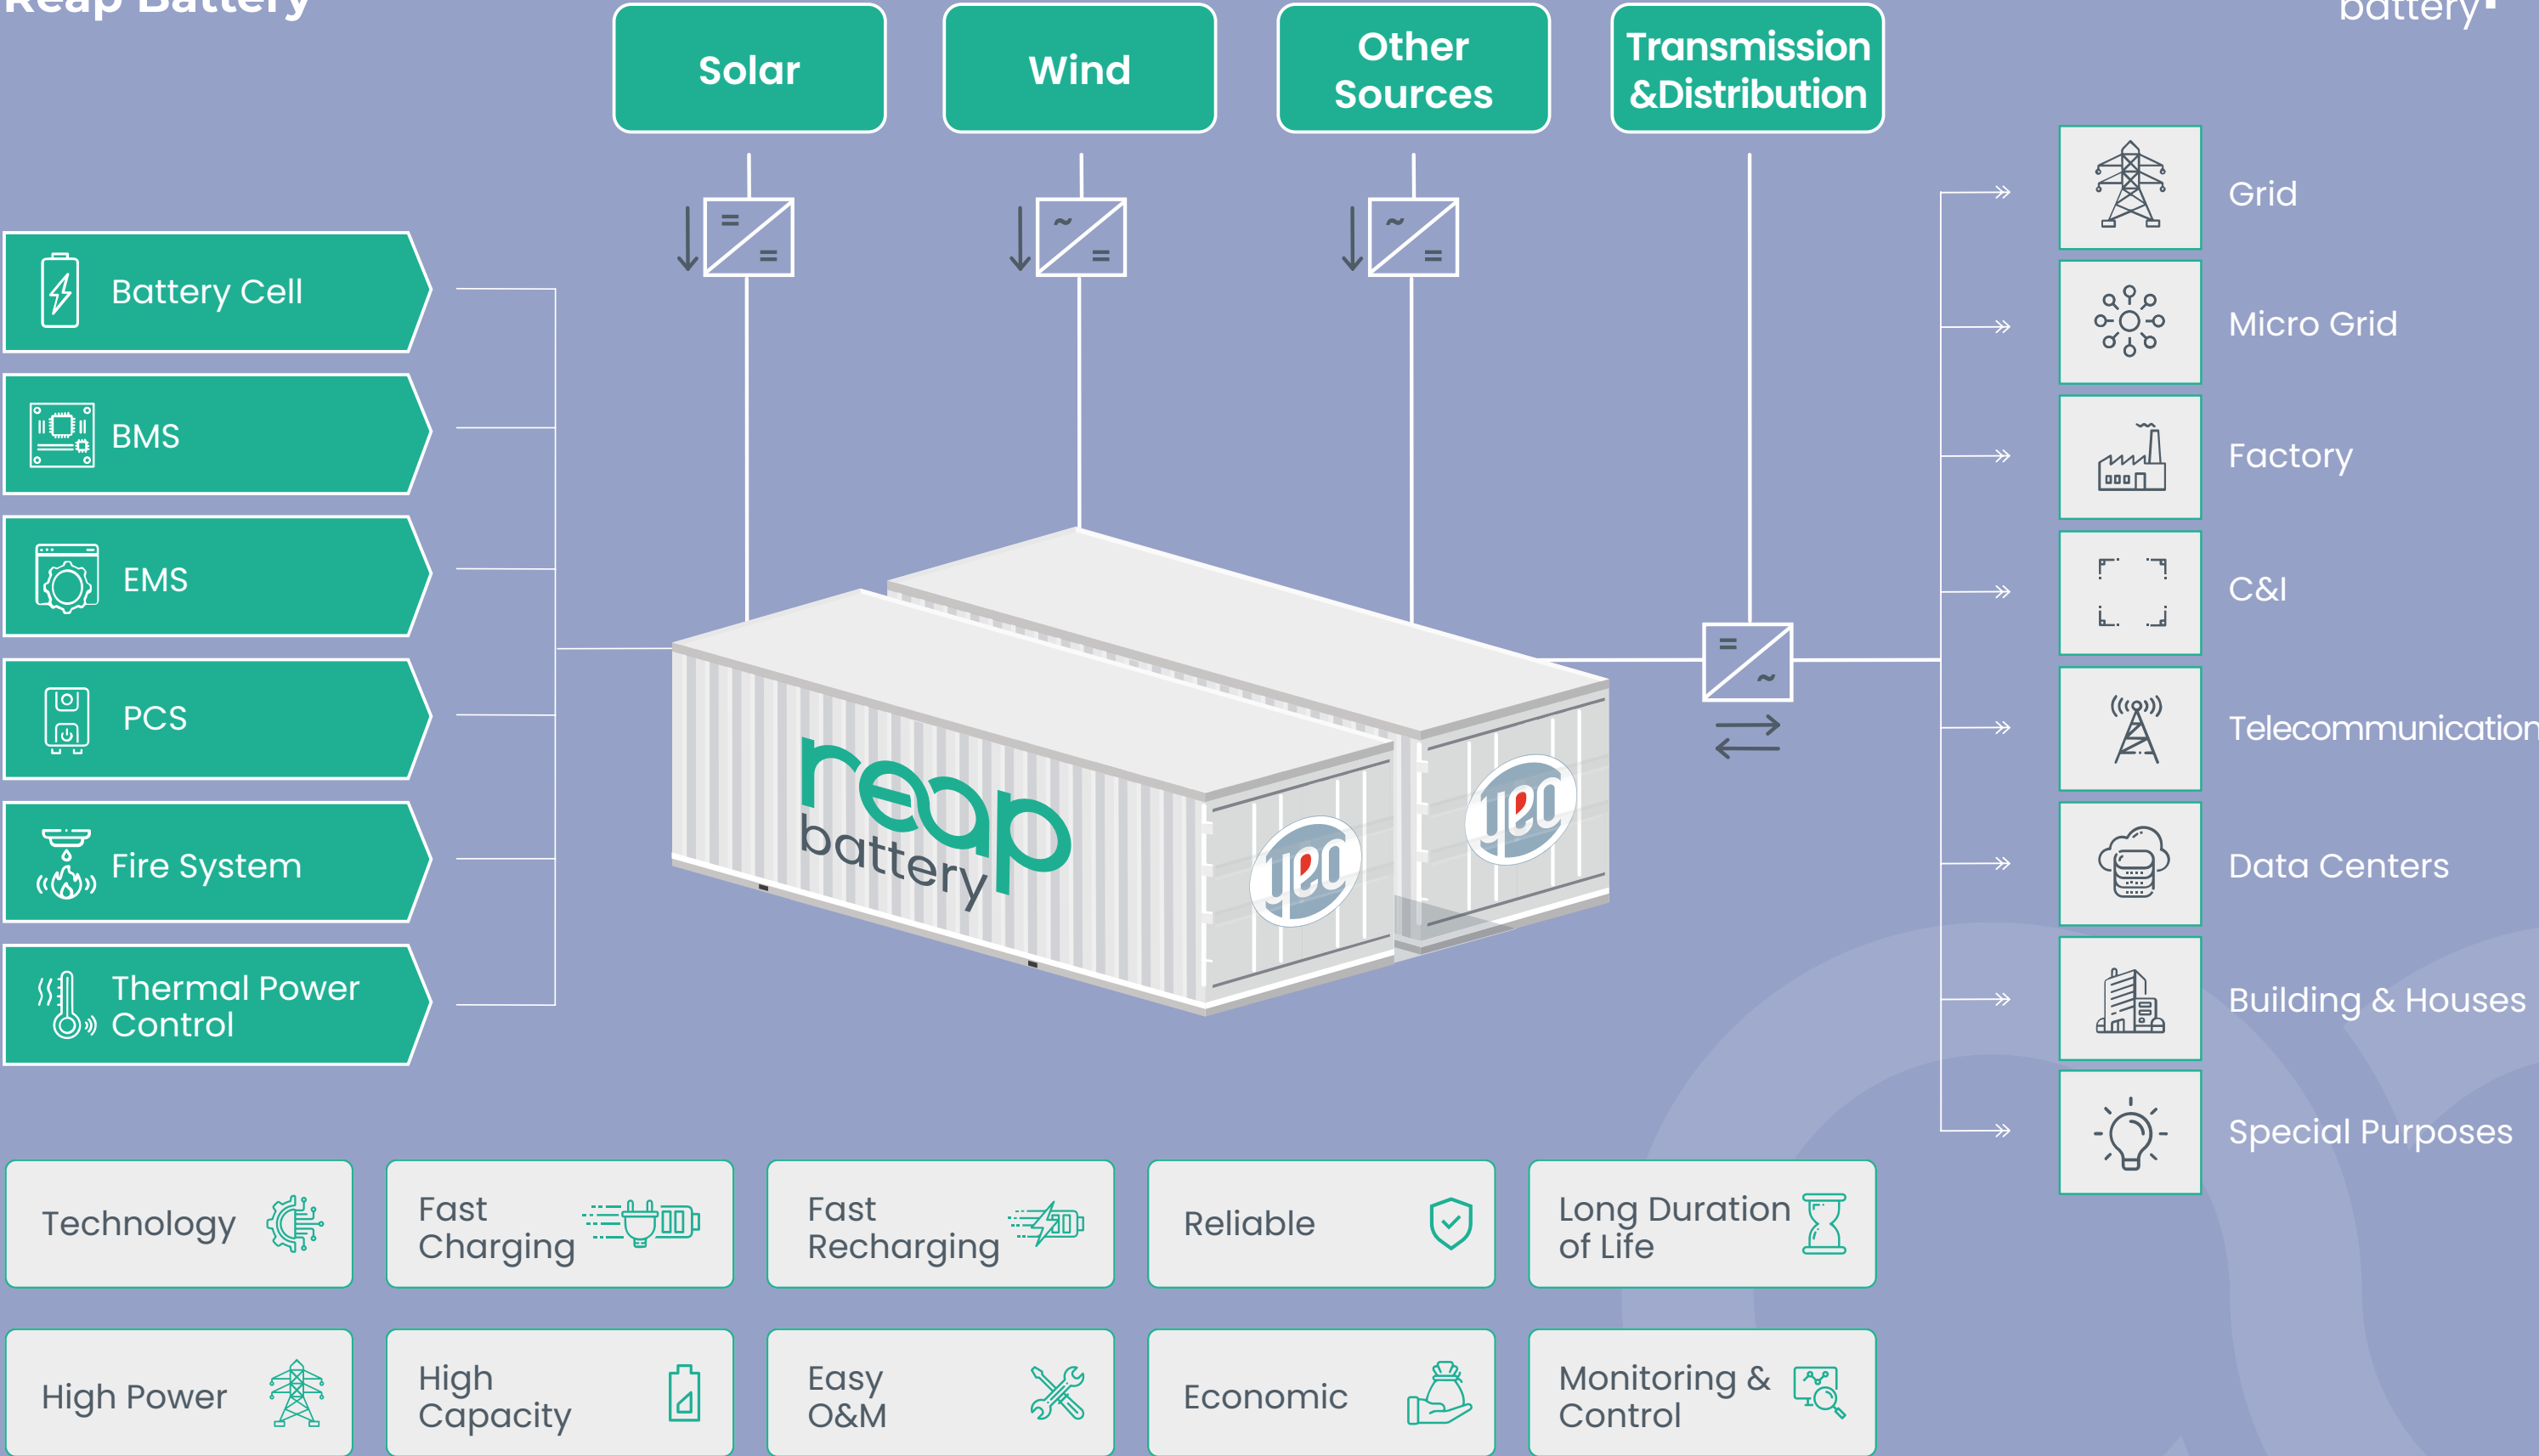 Reap Battery
battery
Solar
Wind
Other
Sources
Transmission
&Distribution
Battery Cell
BMS
EMS
PCS
Fire System
Thermal Power
Control
reap
battery
yeo
yeo
Grid
Micro Grid
Factory
C&I
Telecommunication
Data Centers
Building & Houses
Special Purposes
Technology
Fast
Charging
Fast
Recharging
Reliable
Long Duration
of Life
High Power
High
Capacity
Easy
O&M
Economic
Monitoring &
Control